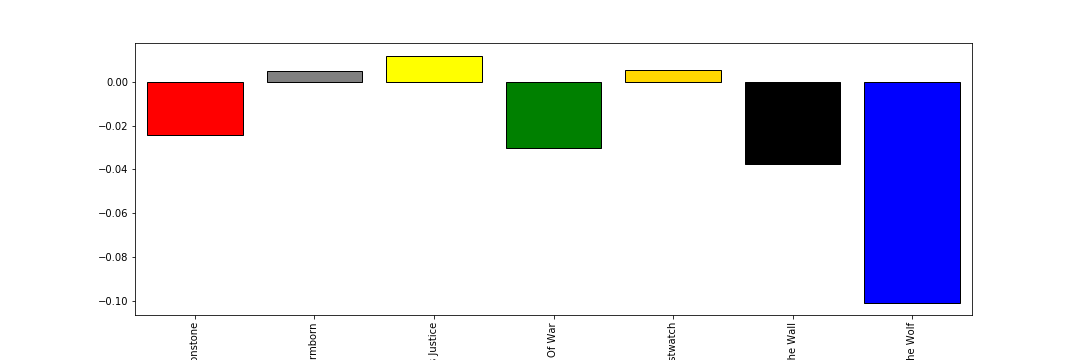 0.00
−0.02
−0.04
−0.06
−0.08
−0.10
onstone
rmborn
s Justice
Of War
stwatch
he Wall
he Wolf